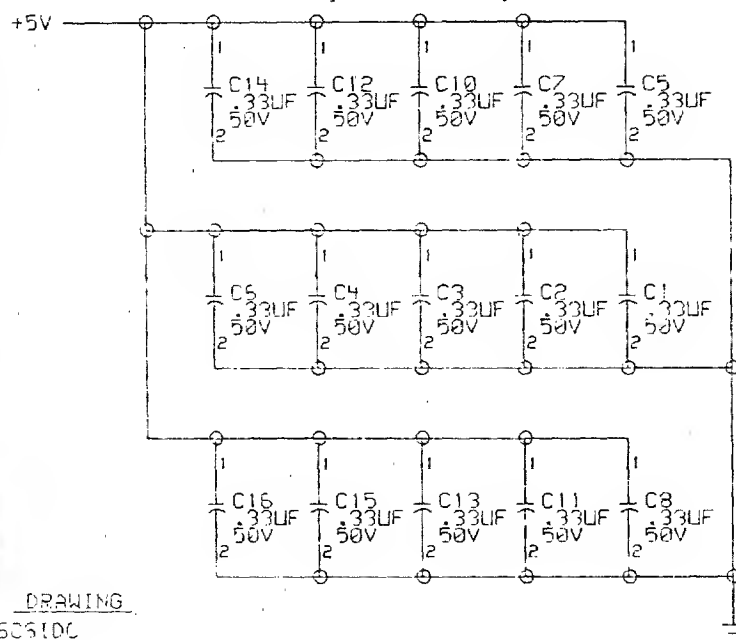 +5V
1 1 1 1 1
C14 C12 C10 C7 C5
.33UF .33UF .33UF .33UF .33UF
50V 50V 50V 50V 50V
2 2 2 2 2
1 1 1 1 1
C6 C4 C3 C2 C1
.33UF .33UF .33UF .33UF .33UF
50V 50V 50V 50V 50V
2 2 2 2 2
1 1 1 1 1
C16 C15 C13 C11 C8
.33UF .33UF .33UF .33UF .33UF
50V 50V 50V 50V 50V
2 2 2 2 2
DRAWING